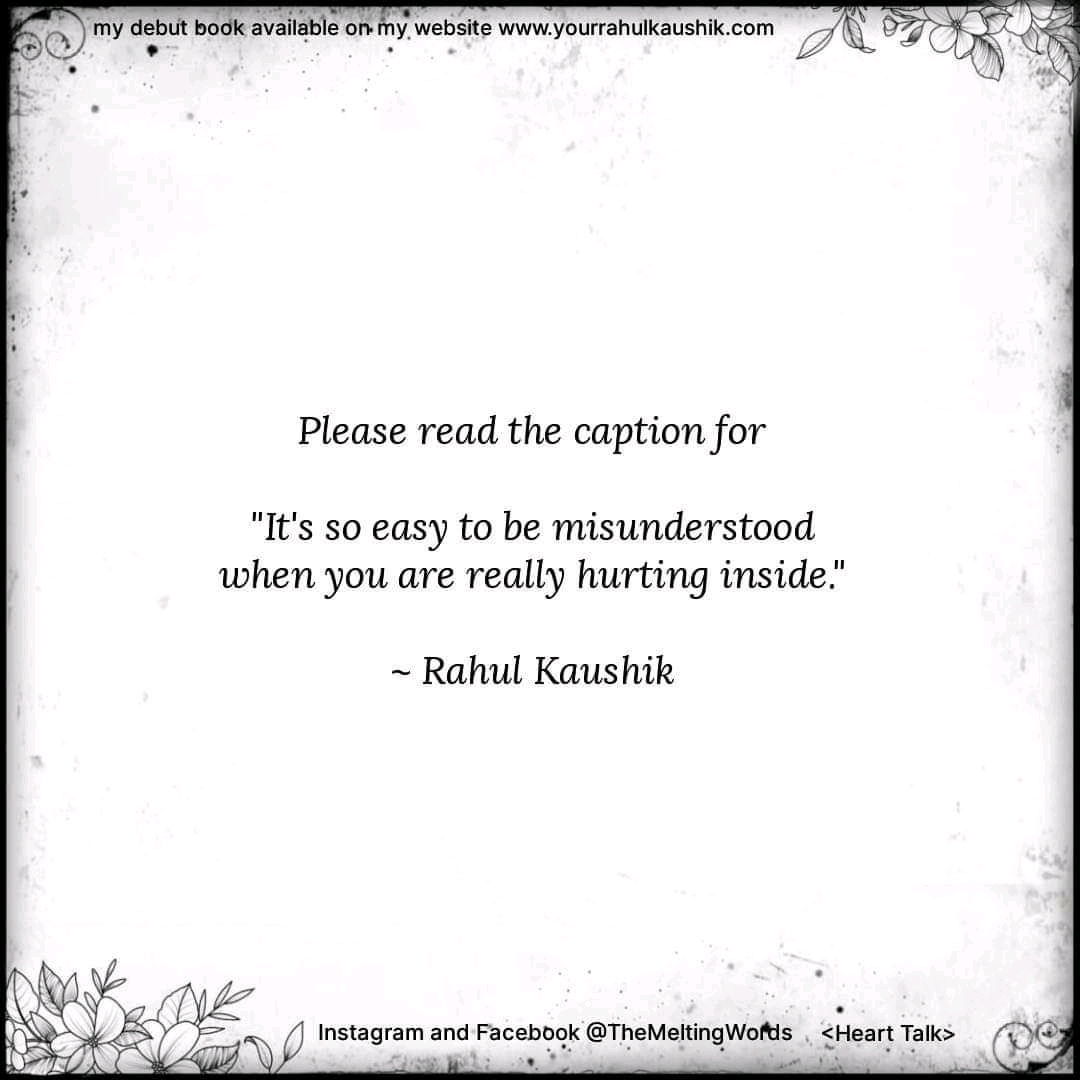 my debut book available on my website www.yourrahulkaushik.com
Please read the caption for
"It's so easy to be misunderstood
when you are really hurting inside."
~ Rahul Kaushik
Instagram and Facebook @TheMeltingWords <Heart Talk>